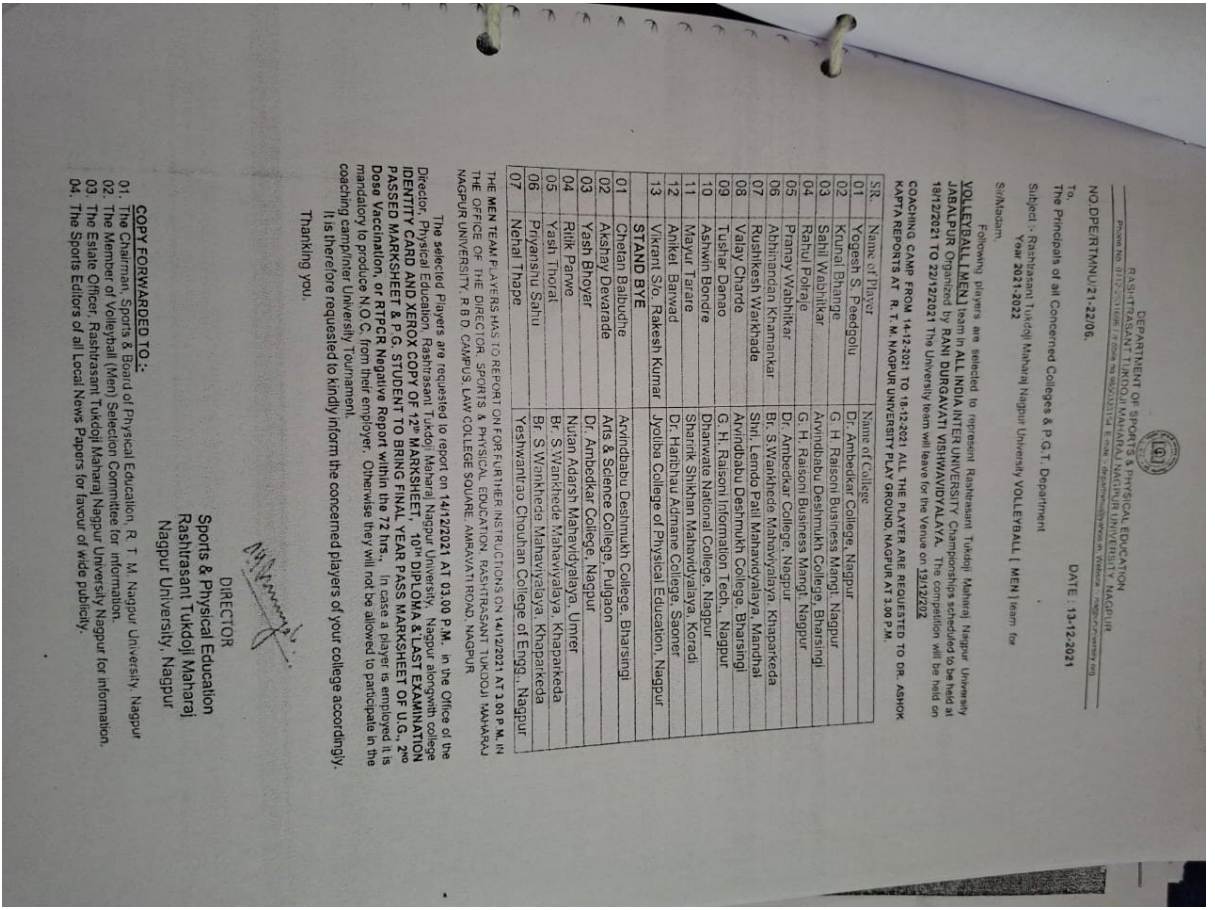 DEPARTMENT OF SPORTS & PHYSICAL EDUCATION
RASHTRASANT TUKDOJI MAHARAJ NAGPUR UNIVERSITY, NAGPUR
NO.DPE/RTMNU/21-22/06. DATE : 13-12-2021
To,
The Principals of all Concerned Colleges & P.G.T. Department
Subject :- Rashtrasant Tukdoji Maharaj Nagpur University VOLLEYBALL [ MEN ] team for
Year 2021-2022
Sir/Madam,
Following players are selected to represent Rashtrasant Tukdoji Maharaj Nagpur University
VOLLEYBALL [ MEN ] team in ALL INDIA INTER UNIVERSITY Championships scheduled to be held at
JABALPUR Organized by RANI DURGAVATI VISHWAVIDYALAYA. The competition will be held on
18/12/2021 TO 22/12/2021 The University team will leave for the Venue on 19/12/202
COACHING CAMP FROM 14-12-2021 TO 18-12-2021 ALL THE PLAYER ARE REQUESTED TO DR. ASHOK
KAPTA REPORTS AT R. T. M. NAGPUR UNIVERSITY PLAY GROUND, NAGPUR AT 3.00 P.M.
SR. Name of Player Name of College
01 Yogesh S. Peedgolu Dr. Ambedkar College, Nagpur
02 Krunal Bhange G. H. Raisoni Business Mangt. Nagpur
03 Sahil Wabhitkar Arvindbabu Deshmukh College, Bharsingi
04 Rahul Pohaje G. H. Raisoni Business Mangt. Nagpur
05 Pranay Wabhitkar Dr. Ambedkar College, Nagpur
06 Abhinandan Khamankar Br. S.Wankhede Mahaviyalaya, Khaparkeda
07 Rushikesh Warkhade Shri. Lemdo Patil Mahavidyalaya, Mandhal
08 Valay Charde Arvindbabu Deshmukh College, Bharsingi
09 Tushar Danao G. H. Raisoni Information Tech., Nagpur
10 Ashwin Bondre Dhanwate National College, Nagpur
11 Mayur Tarare Sharirik Shikhan Mahavidyalaya, Koradi
12 Aniket Barwad Dr. Haribhau Admane College, Saoner
13 Vikrant S/o. Rakesh Kumar Jyotiba College of Physical Education, Nagpur
STAND BYE
01 Chetan Balbudhe Arvindbabu Deshmukh College, Bharsingi
02 Akshay Devarade Arts & Science College, Pulgaon
03 Yash Bhoyar Dr. Ambedkar College, Nagpur
04 Ritik Parwe Nutan Adarsh Mahavidyalaya, Umrer
05 Yash Thorat Br. S Wankhede Mahaviyalaya, Khaparkeda
06 Priyanshu Sahu Br. S Wankhede Mahaviyalaya, Khaparkeda
07 Nehal Thape Yeshwantrao Chouhan College of Engg., Nagpur
THE MEN TEAM PLAYERS HAS TO REPORT ON FOR FURTHER INSTRUCTION ON 14/12/2021 AT 3.00 P.M. IN
THE OFFICE OF THE DIRECTOR, SPORTS & PHYSICAL EDUCATION, RASHTRASANT TUKDOJI MAHARAJ
NAGPUR UNIVERSITY, R.B.D. CAMPUS, LAW COLLEGE SQUARE, AMRAVATI ROAD, NAGPUR
The selected Players are requested to report on 14/12/2021 AT 03.00 P.M. in the Office of the
Director, Physical Education, Rashtrasant Tukdoji Maharaj Nagpur University, Nagpur alongwith college
IDENTITY CARD AND XEROX COPY OF 12th MARKSHEET, 10TH DIPLOMA & LAST EXAMINATION
PASSED MARKSHEET & P.G. STUDENT TO BRING FINAL YEAR PASS MARKSHEET OF U.G., 2ND
Dose Vaccination, or RTPCR Negative Report within the 72 hrs., In case a player is employed it is
mandatory to produce N.O.C. from their employer. Otherwise they will not be allowed to participate in the
coaching camp/Inter University Tournament.
It is therefore requested to kindly inform the concerned players of your college accordingly.
Thanking you.
DIRECTOR
Sports & Physical Education
Rashtrasant Tukdoji Maharaj
Nagpur University, Nagpur
COPY FORWARDED TO :
01. The Chairman, Sports & Board of Physical Education, R. T. M. Nagpur University, Nagpur
02. The Member of Volleyball (Men) Selection Committee for information.
03. The Estate Officer, Rashtrasant Tukdoji Maharaj Nagpur University Nagpur for information.
04. The Sports Editors of all Local News Papers for favour of wide publicity.